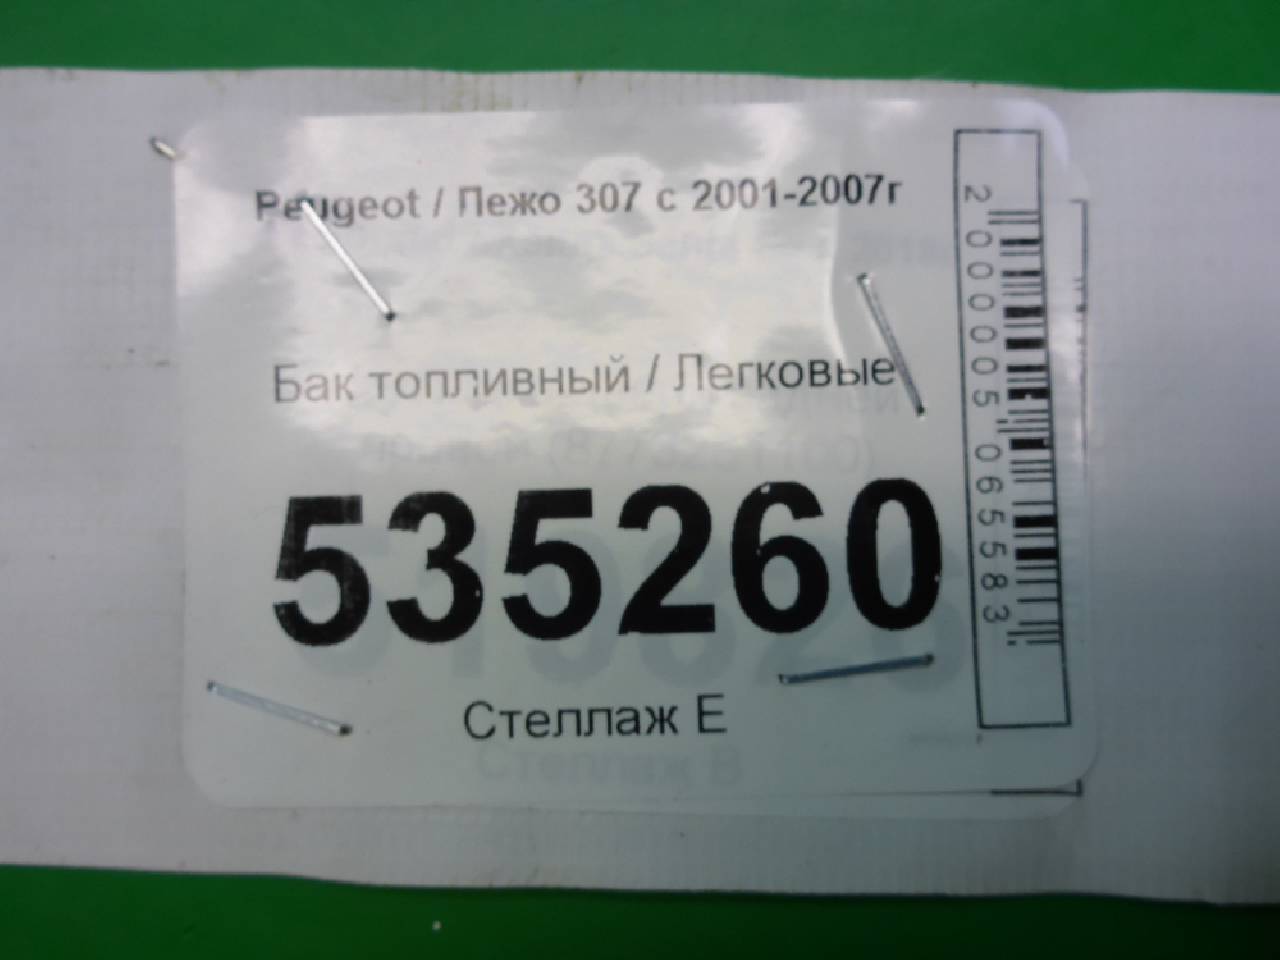 Peugeot / Пежо 307 с 2001-2007г
Бак топливный / Легковые
535260
Стеллаж Е
2000005065583